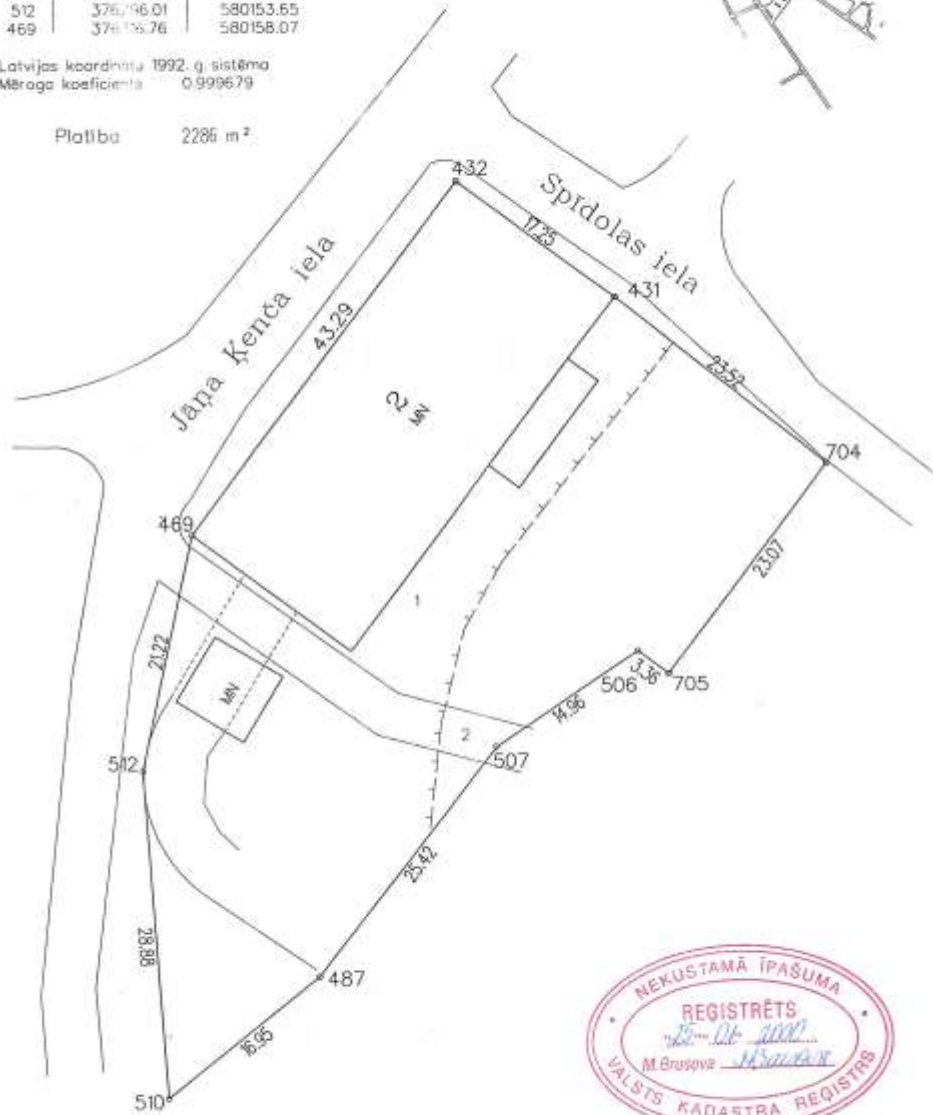 512 580153.65
469 580158.07
Latvijas koordinātu 1992. g. sistēma
Mēroga koeficients 0.999679
Platība 2286 m²
432
Spīdolas iela
17.25
431
Jāņa Ķenča iela
43.29
23.52
2
MN
704
469
23.07
1
21.22
506
3.36
705
MN
14.96
2
507
512
25.42
28.88
487
16.95
510
NEKUSTAMĀ ĪPAŠUMA
REĢISTRĒTS
M.Brusova
VALSTS KADASTRA REĢISTRS